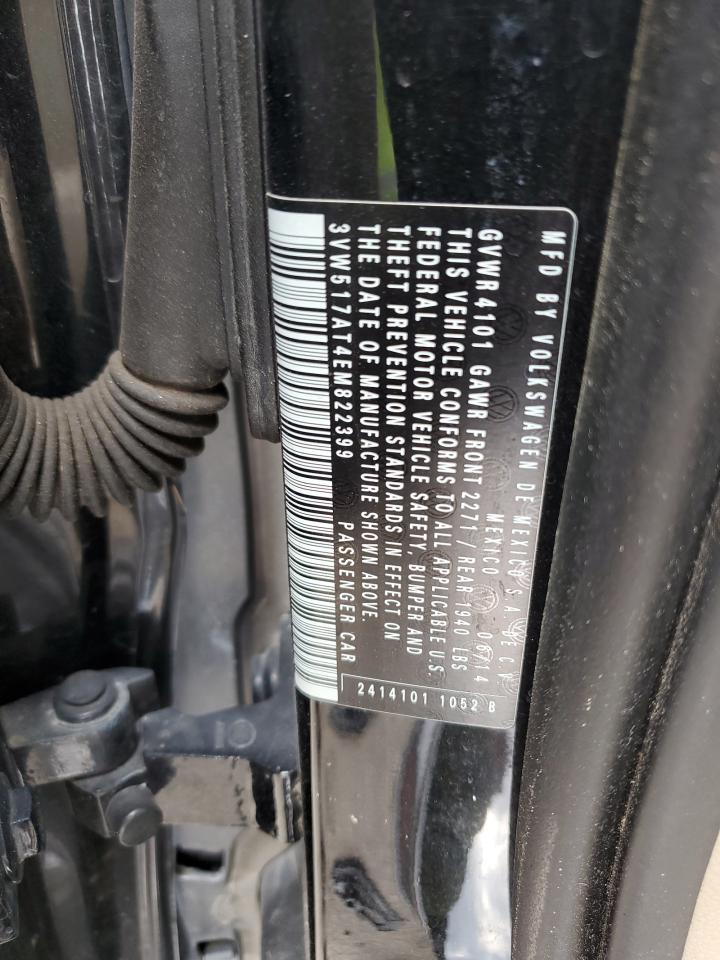 MFD BY VOLKSWAGEN DE MEXICO S A DE C V
MEXICO 06/14
GVWR 4101 GAWR FRONT 2271 / REAR 1940 LBS
THIS VEHICLE CONFORMS TO ALL APPLICABLE U.S.
FEDERAL MOTOR VEHICLE SAFETY, BUMPER AND
THEFT PREVENTION STANDARDS IN EFFECT ON
THE DATE OF MANUFACTURE SHOWN ABOVE.
3VW517AT4EM822399 PASSENGER CAR
2414101 1052 B